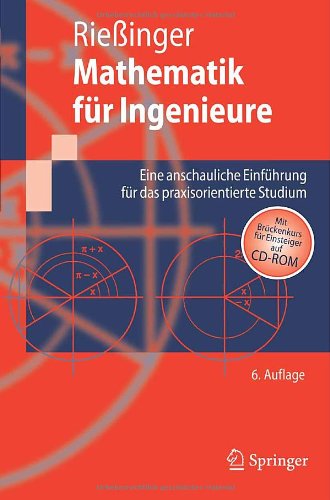 Rießinger
Mathematik
für Ingenieure
Eine anschauliche Einführung
für das praxisorientierte Studium
Mit
Brückenkurs
für Einsteiger
auf
CD-ROM
π+x
π-x
-x
6. Auflage
Springer